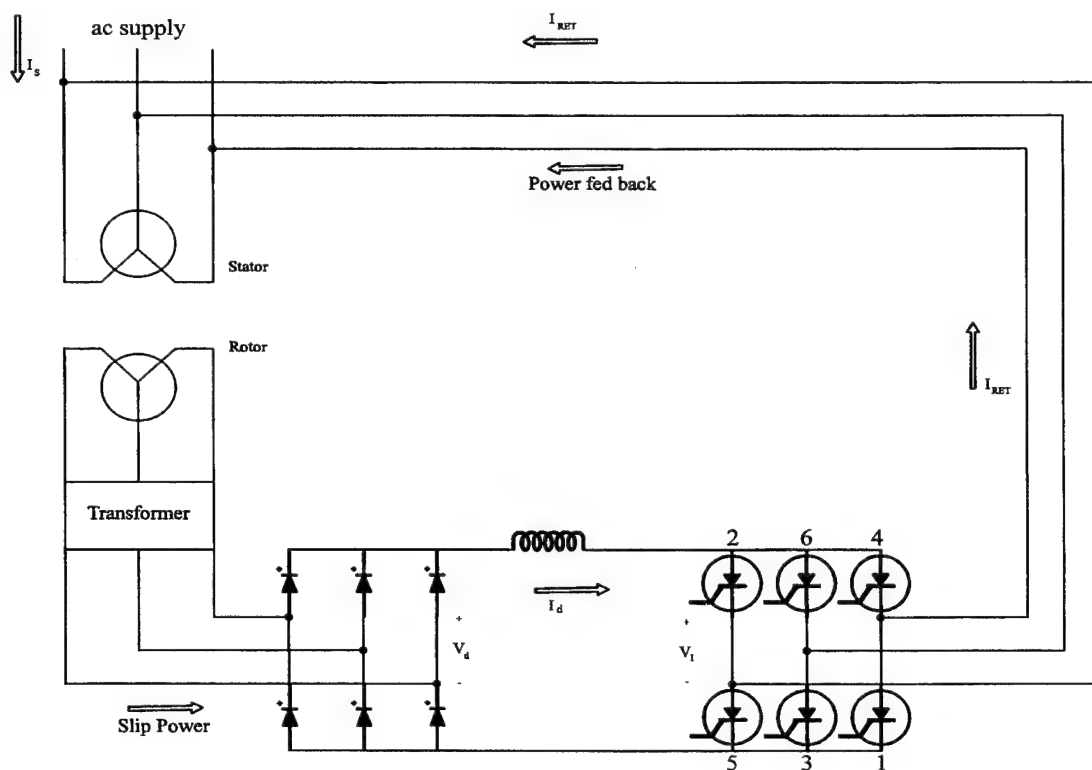 ac supply
I_RET
I_S
Power fed back
Stator
Rotor
I_RET
Transformer
2 6 4
I_d
+ +
V_d V_I
- -
Slip Power
5 3 1